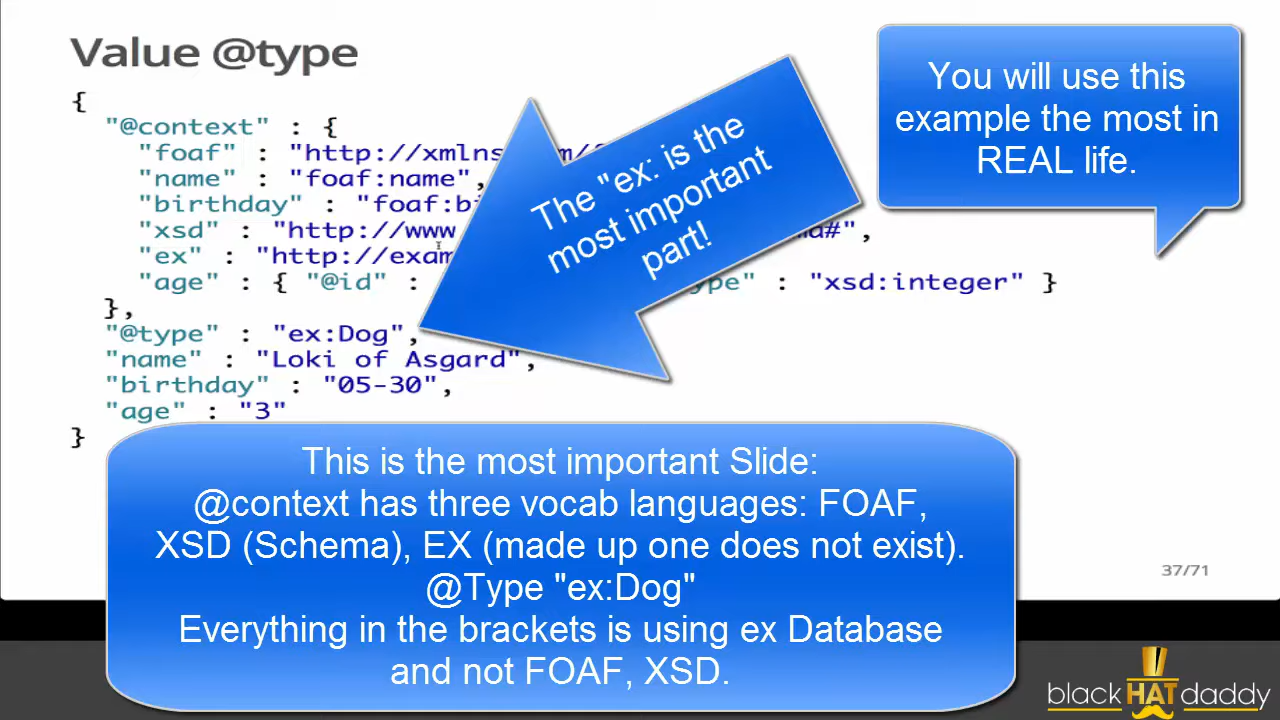 Value @type
{
"@context" : {
"foaf" : "http://xmlns
"name" : "foaf:name",
"birthday" : "foaf:bi
"xsd" : "http://www a#",
"ex" : "http://exam
"age" : { "@id" : ype" : "xsd:integer" }
},
"@type" : "ex:Dog",
"name" : "Loki of Asgard",
"birthday" : "05-30",
"age" : "3"
}
The "ex: is the
most important
part!
You will use this
example the most in
REAL life.
This is the most important Slide:
@context has three vocab languages: FOAF,
XSD (Schema), EX (made up one does not exist).
@Type "ex:Dog"
Everything in the brackets is using ex Database
and not FOAF, XSD.
37/71
blackHATdaddy